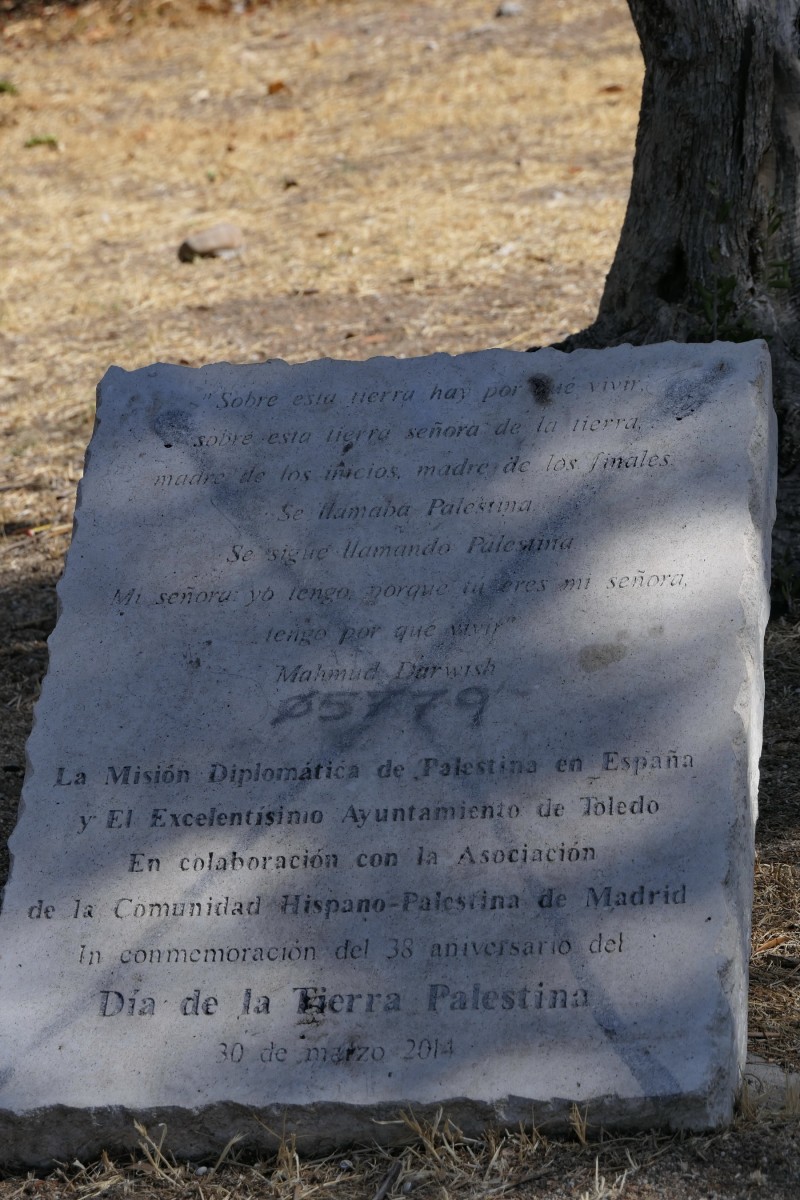 "Sobre esta tierra hay por que vivir,
sobre esta tierra señora de la tierra,
madre de los inicios, madre de los finales.
Se llamaba Palestina
Se sigue llamando Palestina
Mi señora: yo tengo, porque tu eres mi señora,
tengo por que vivir"
Mahmud Darwish
05779
La Misión Diplomática de Palestina en España
y El Excelentísimo Ayuntamiento de Toledo
En colaboración con la Asociación
de la Comunidad Hispano-Palestina de Madrid
In conmemoración del 38 aniversario del
Día de la Tierra Palestina
30 de marzo 2014